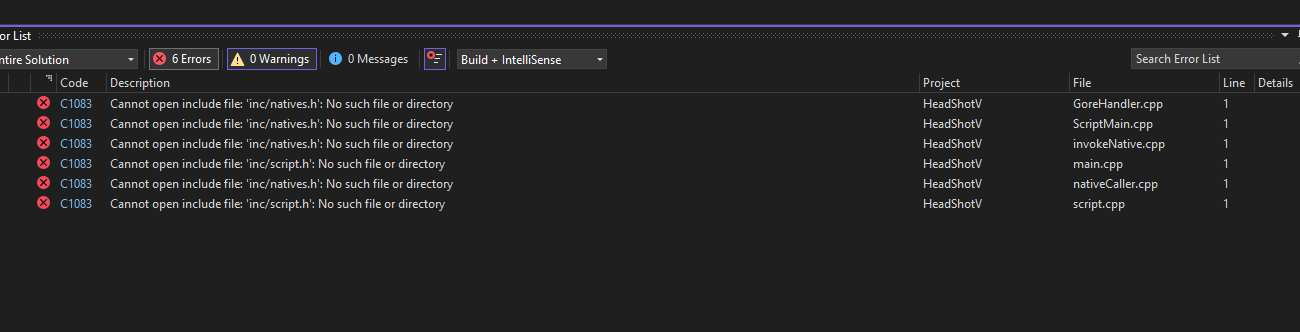 or List
ntire Solution 6 Errors 0 Warnings 0 Messages Build + IntelliSense Search Error List
Code Description Project File Line Details
C1083 Cannot open include file: 'inc/natives.h': No such file or directory HeadShotV GoreHandler.cpp 1
C1083 Cannot open include file: 'inc/natives.h': No such file or directory HeadShotV ScriptMain.cpp 1
C1083 Cannot open include file: 'inc/natives.h': No such file or directory HeadShotV invokeNative.cpp 1
C1083 Cannot open include file: 'inc/script.h': No such file or directory HeadShotV main.cpp 1
C1083 Cannot open include file: 'inc/natives.h': No such file or directory HeadShotV nativeCaller.cpp 1
C1083 Cannot open include file: 'inc/script.h': No such file or directory HeadShotV script.cpp 1